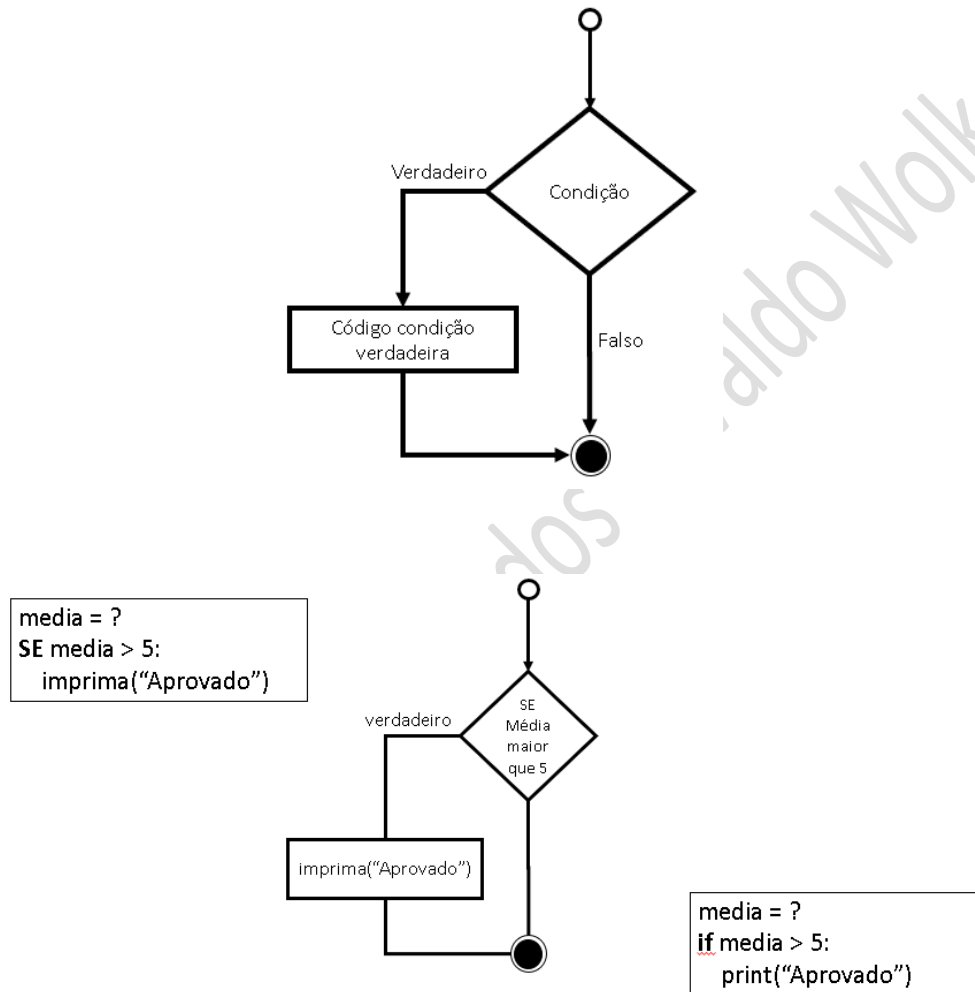 Verdadeiro
Condição
Código condição
verdadeira
Falso
media = ?
SE media > 5:
imprima(“Aprovado”)
verdadeiro
SE
Média
maior
que 5
imprima(“Aprovado”)
media = ?
if media > 5:
print(“Aprovado”)